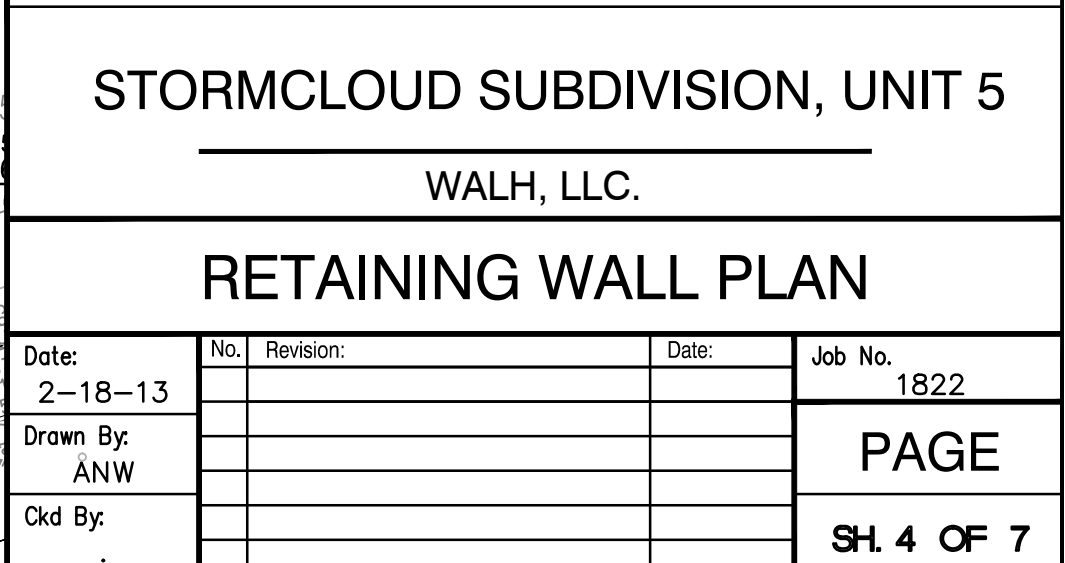 STORMCLOUD SUBDIVISION, UNIT 5
WALH, LLC.
RETAINING WALL PLAN
Date:
2-18-13
No. Revision: Date:
Job No.
1822
Drawn By:
ANW
PAGE
Ckd By:
SH. 4 OF 7